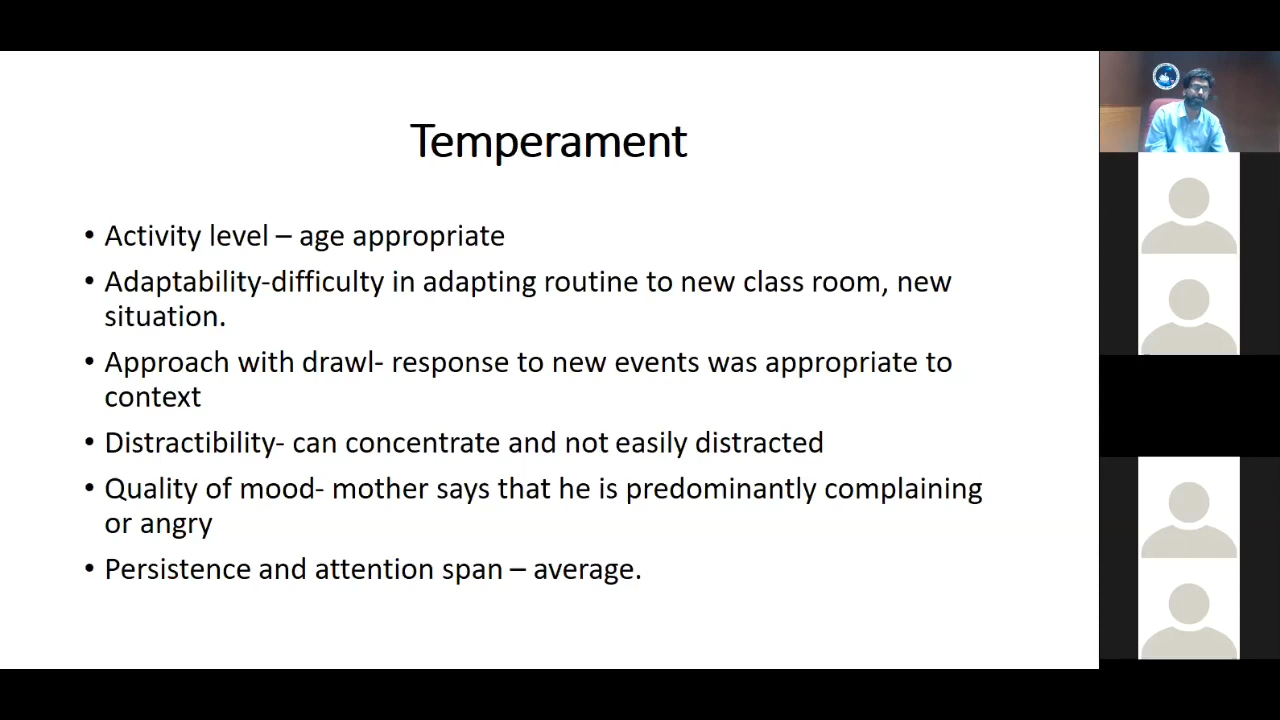 Temperament
• Activity level – age appropriate
• Adaptability-difficulty in adapting routine to new class room, new
situation.
• Approach with drawl- response to new events was appropriate to
context
• Distractibility- can concentrate and not easily distracted
• Quality of mood- mother says that he is predominantly complaining
or angry
• Persistence and attention span – average.